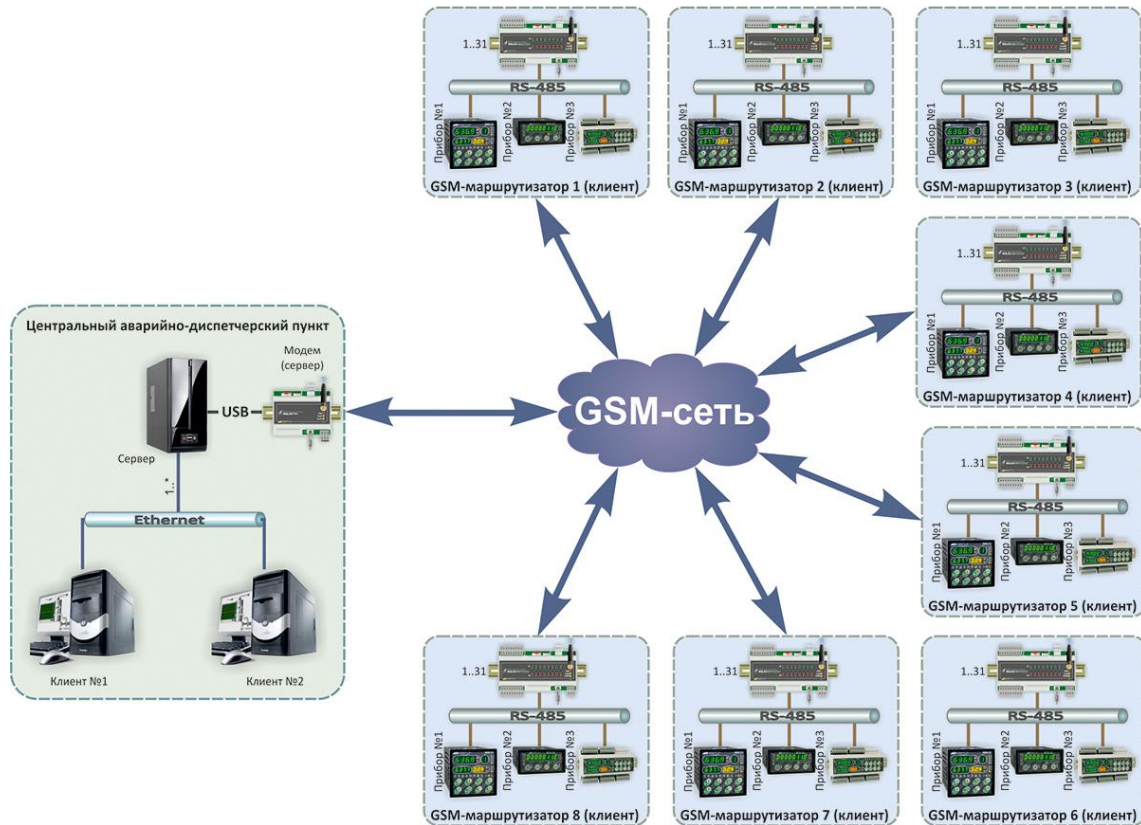 1..31
RS-485
Прибор №1
Прибор №2
Прибор №3
GSM-маршрутизатор 1 (клиент)
1..31
RS-485
Прибор №1
Прибор №2
Прибор №3
GSM-маршрутизатор 2 (клиент)
1..31
RS-485
Прибор №1
Прибор №2
Прибор №3
GSM-маршрутизатор 3 (клиент)
1..31
RS-485
Прибор №1
Прибор №2
Прибор №3
GSM-маршрутизатор 4 (клиент)
Центральный аварийно-диспетчерский пункт
Модем
(сервер)
USB
Сервер
1..*
Ethernet
Клиент №1
Клиент №2
GSM-сеть
1..31
RS-485
Прибор №1
Прибор №2
Прибор №3
GSM-маршрутизатор 5 (клиент)
1..31
RS-485
Прибор №1
Прибор №2
Прибор №3
GSM-маршрутизатор 8 (клиент)
1..31
RS-485
Прибор №1
Прибор №2
Прибор №3
GSM-маршрутизатор 7 (клиент)
1..31
RS-485
Прибор №1
Прибор №2
Прибор №3
GSM-маршрутизатор 6 (клиент)